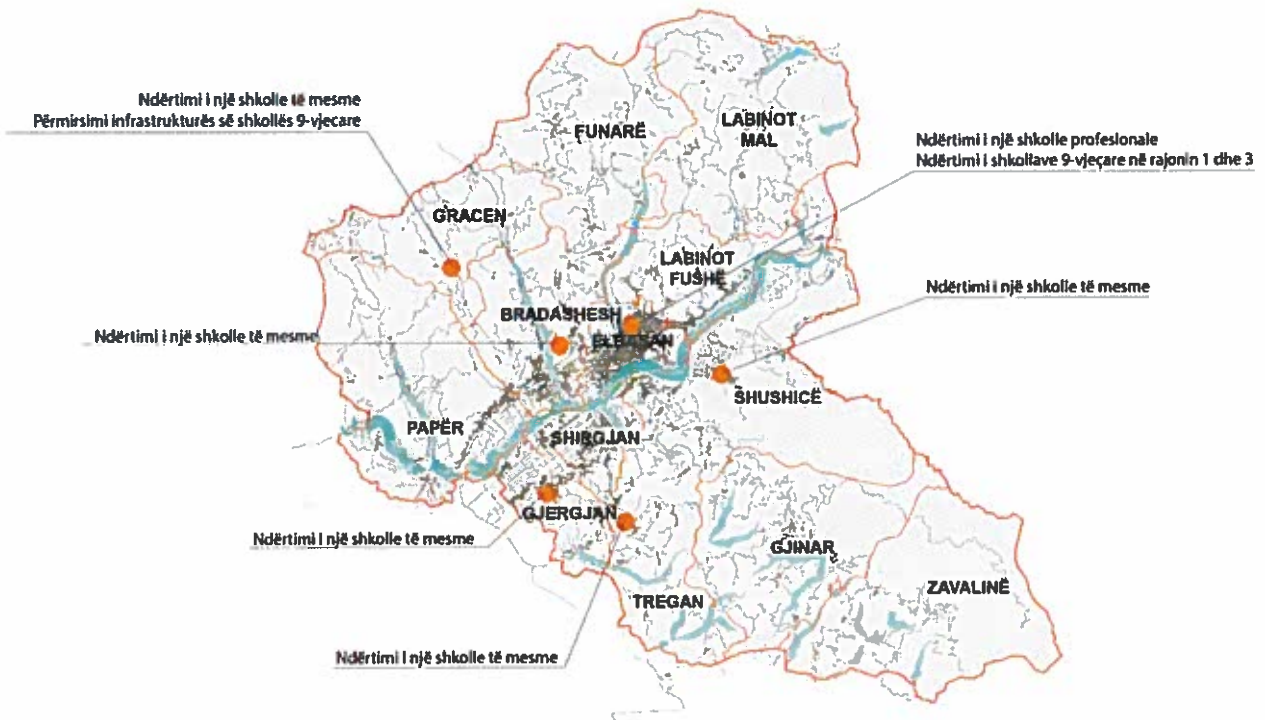 Ndërtimi i një shkolle të mesme
Përmirsimi infrastrukturës së shkollës 9-vjecare
FUNARË
LABINOT
MAL
Ndërtimi i një shkolle profesionale
Ndërtimi i shkollave 9-vjeçare në rajonin 1 dhe 3
GRACEN
LABINOT
FUSHË
Ndërtimi i një shkolle të mesme
BRADASHESH
Ndërtimi i një shkolle të mesme
ELBASAN
SHUSHICË
PAPËR
SHIRGJAN
GJERGJAN
Ndërtimi i një shkolle të mesme
GJINAR
ZAVALINË
TREGAN
Ndërtimi i një shkolle të mesme